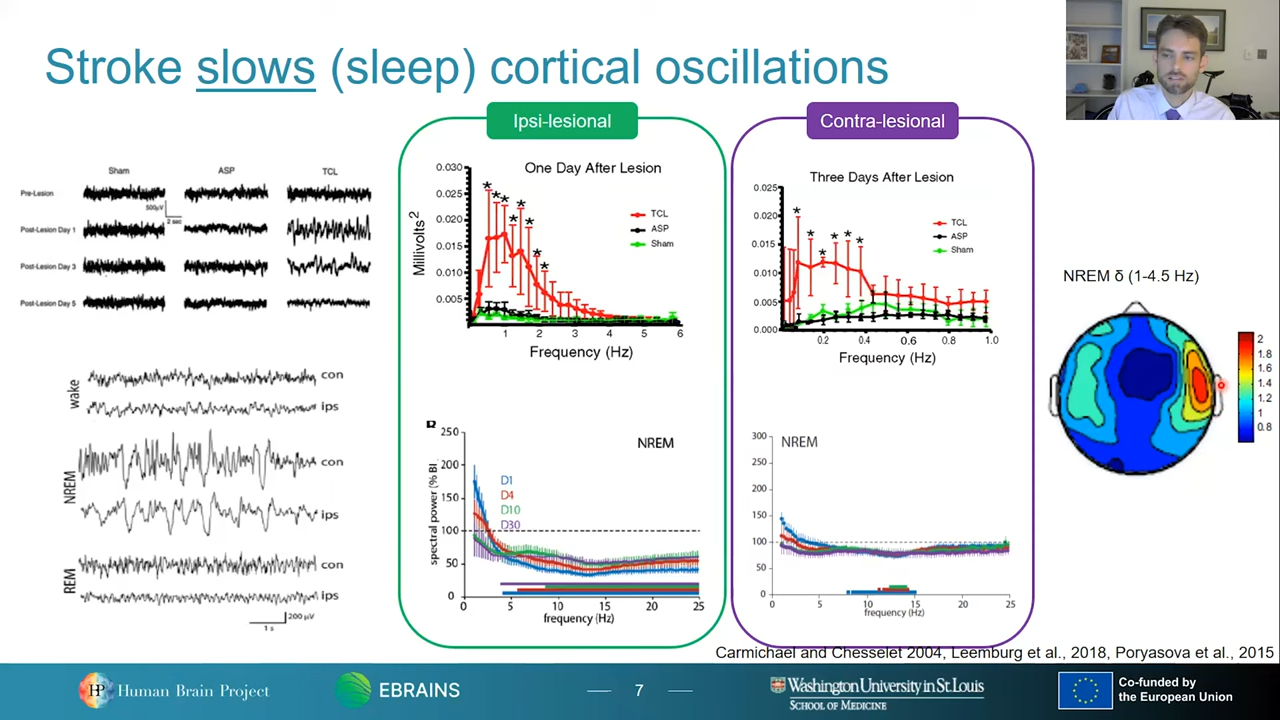 Stroke slows (sleep) cortical oscillations
Sham
ASP
TCL
Pre-Lesion
500μV
2 sec
Post-Lesion Day 1
Post-Lesion Day 3
Post-Lesion Day 5
wake
con
ips
NREM
con
ips
REM
con
ips
200 μV
1 s
Ipsi-lesional
One Day After Lesion
Millivolts²
0.030
0.025
0.020
0.015
0.010
0.005
* * * * * * * *
TCL
ASP
Sham
1 2 3 4 5 6
Frequency (Hz)
NREM
spectral power (% Bl
250
200
150
100
50
0
D1
D4
D10
D30
0 5 10 15 20 25
frequency (Hz)
Contra-lesional
Three Days After Lesion
0.025
0.020
0.015
0.010
0.005
0.000
* * * * * *
TCL
ASP
Sham
0.2 0.4 0.6 0.8 1.0
Frequency (Hz)
NREM
300
250
200
150
100
50
0
0 5 10 15 20 25
frequency (Hz)
NREM δ (1-4.5 Hz)
2
1.8
1.6
1.4
1.2
1
0.8
Carmichael and Chesselet 2004, Leemburg et al., 2018, Poryasova et al., 2015
HP Human Brain Project
EBRAINS
7
Washington University in St. Louis
SCHOOL OF MEDICINE
Co-funded by
the European Union